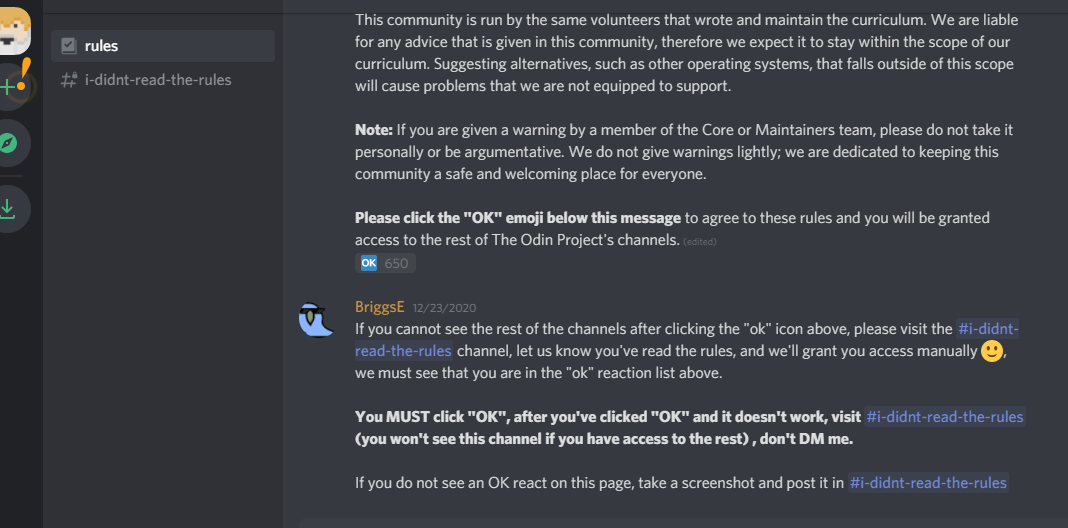 This community is run by the same volunteers that wrote and maintain the curriculum. We are liable
rules
for any advice that is given in this community, therefore we expect it to stay within the scope of our
curriculum. Suggesting alternatives, such as other operating systems, that falls outside of this scope
i-didnt-read-the-rules
will cause problems that we are not equipped to support.
Note: If you are given a warning by a member of the Core or Maintainers team, please do not take it
personally or be argumentative. We do not give warnings lightly; we are dedicated to keeping this
community a safe and welcoming place for everyone.
Please click the "OK" emoji below this message to agree to these rules and you will be granted
access to the rest of The Odin Project's channels. (edited)
OK 650
BriggsE 12/23/2020
If you cannot see the rest of the channels after clicking the "ok" icon above, please visit the #i-didnt-
read-the-rules channel, let us know you've read the rules, and we'll grant you access manually 🙂,
we must see that you are in the "ok" reaction list above.
You MUST click "OK", after you've clicked "OK" and it doesn't work, visit #i-didnt-read-the-rules
(you won't see this channel if you have access to the rest) , don't DM me.
If you do not see an OK react on this page, take a screenshot and post it in #i-didnt-read-the-rules